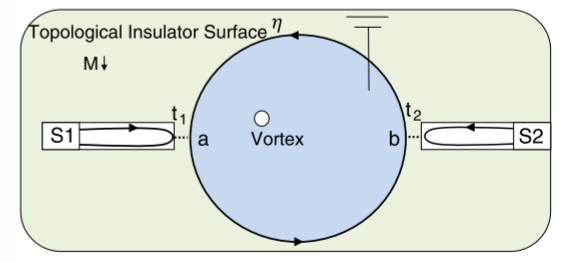 Topological Insulator Surface
η
M↓
t1
t2
S1
a
b
S2
Vortex